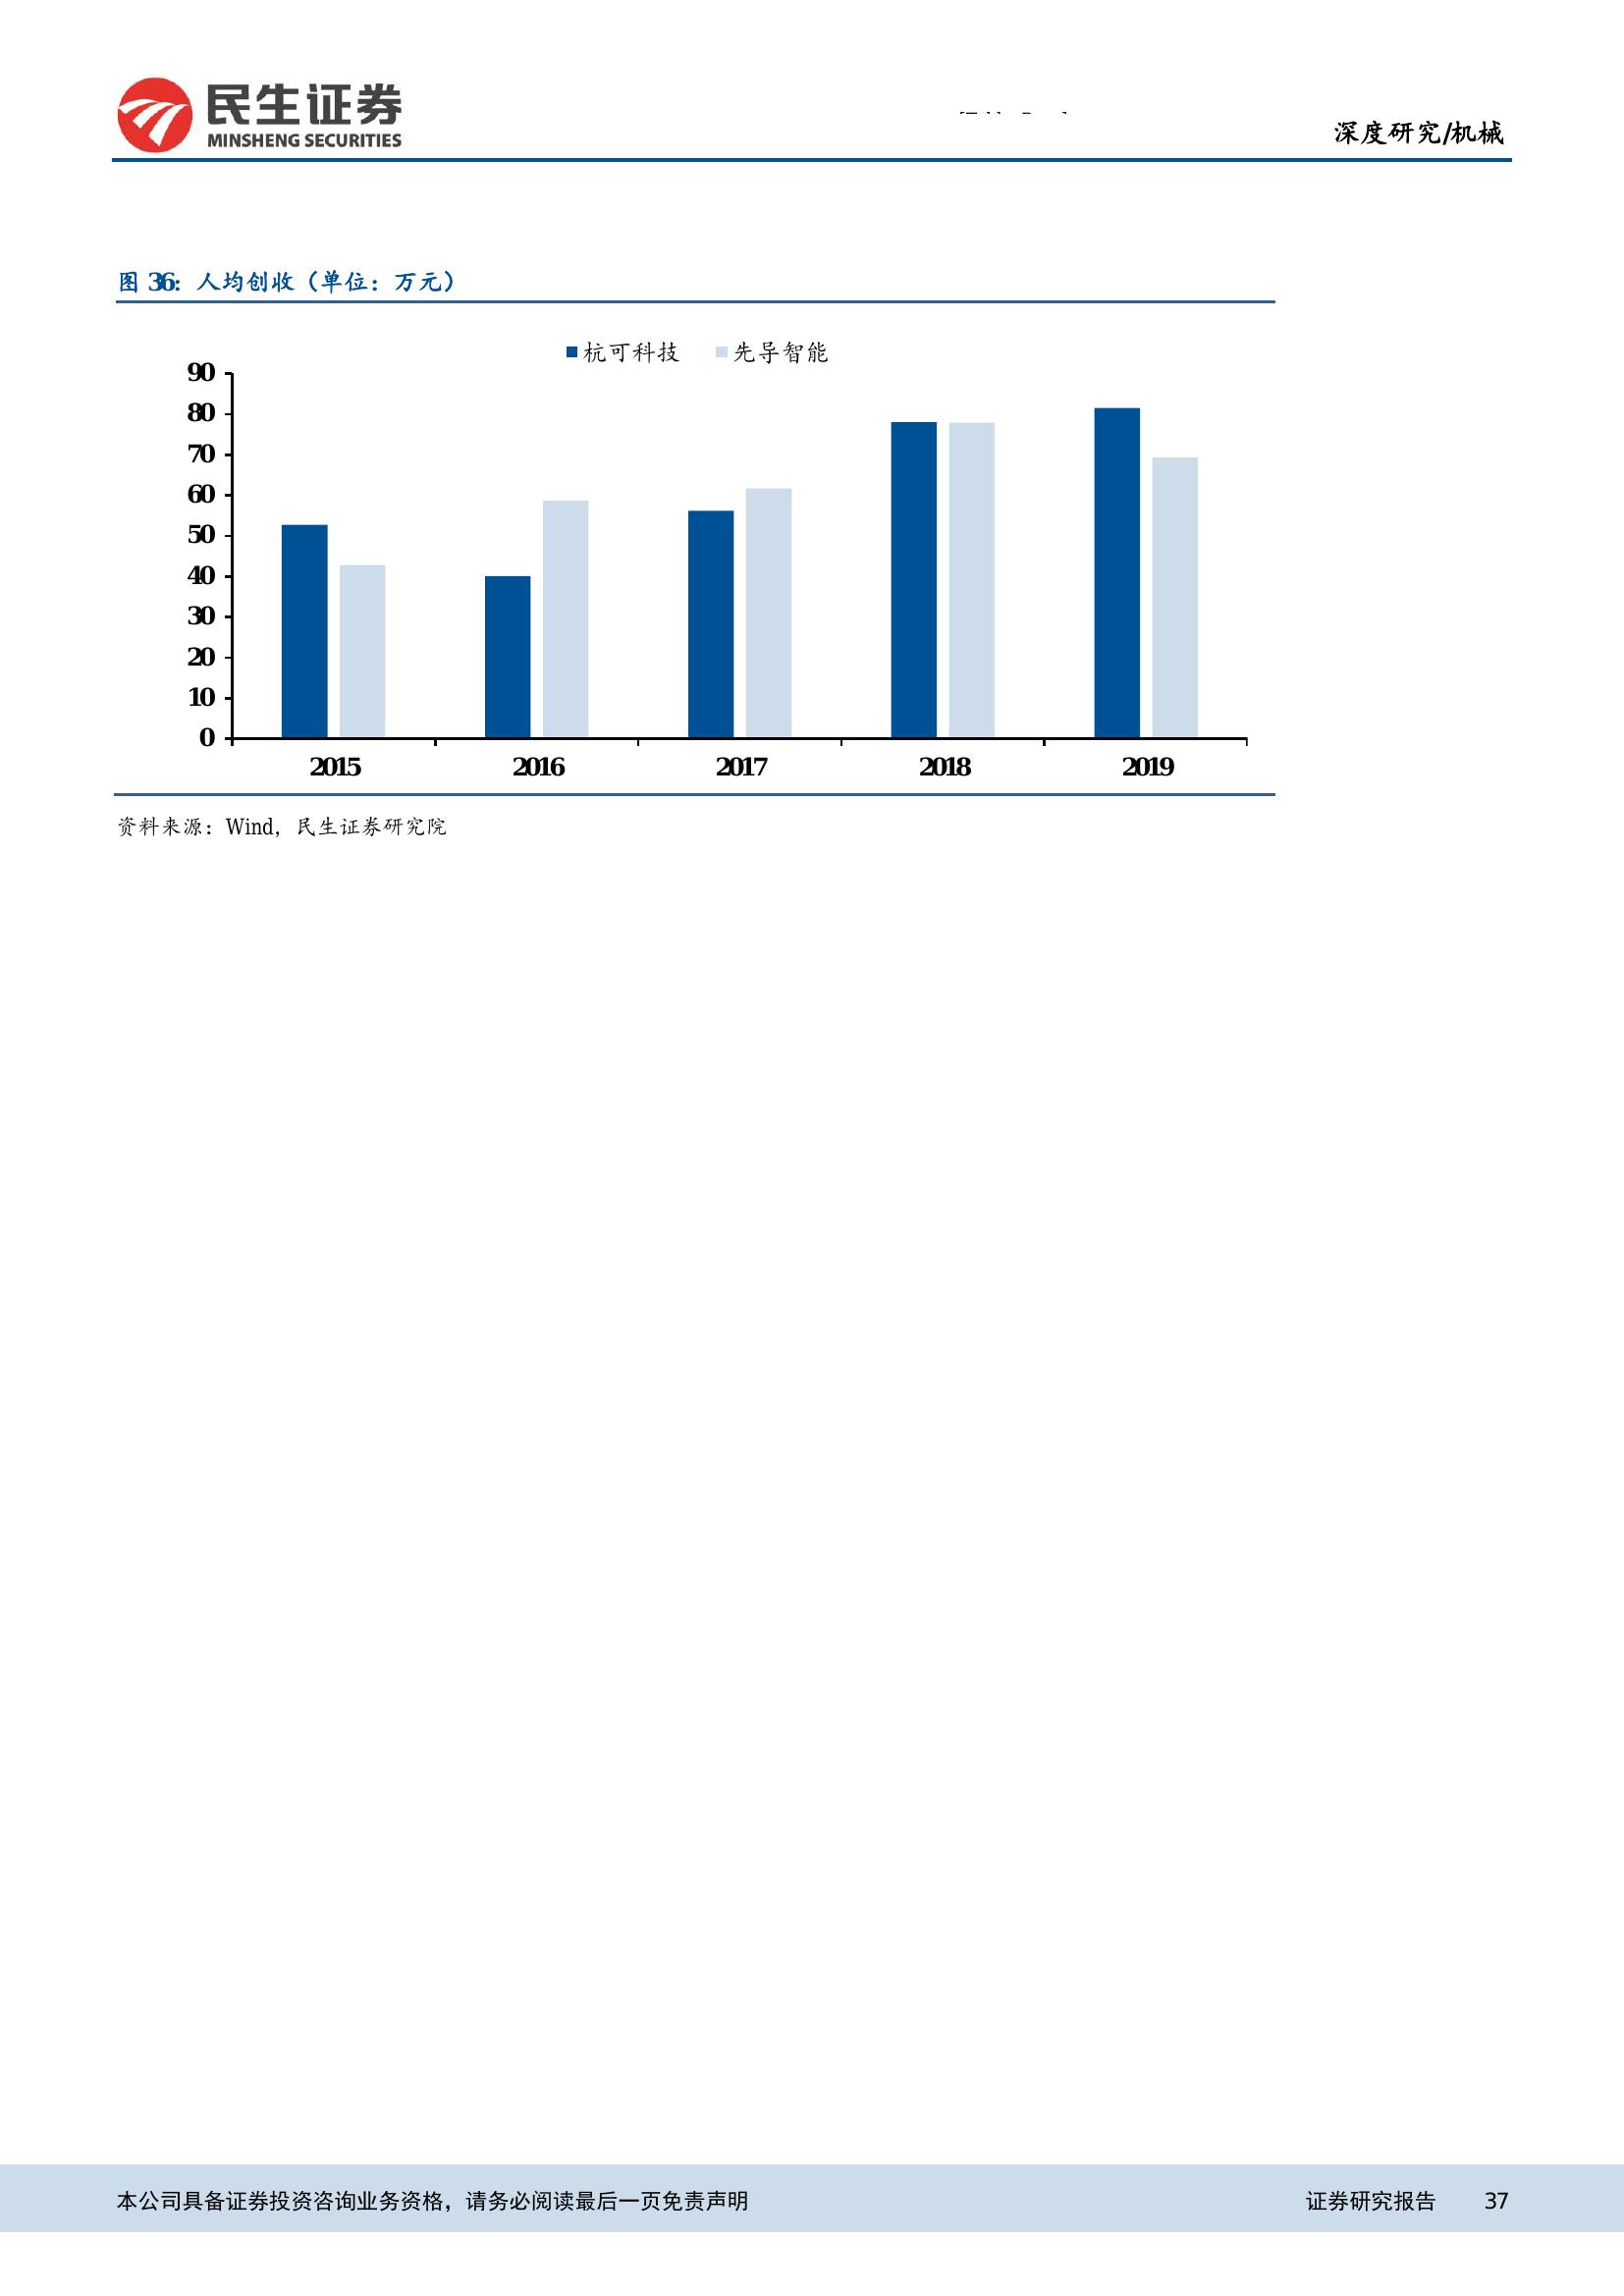 民生证券
MINSHENG SECURITIES
深度研究/机械
图 36：人均创收（单位：万元）
杭可科技 先导智能
90
80
70
60
50
40
30
20
10
0
2015 2016 2017 2018 2019
资料来源：Wind，民生证券研究院
本公司具备证券投资咨询业务资格，请务必阅读最后一页免责声明 证券研究报告 37